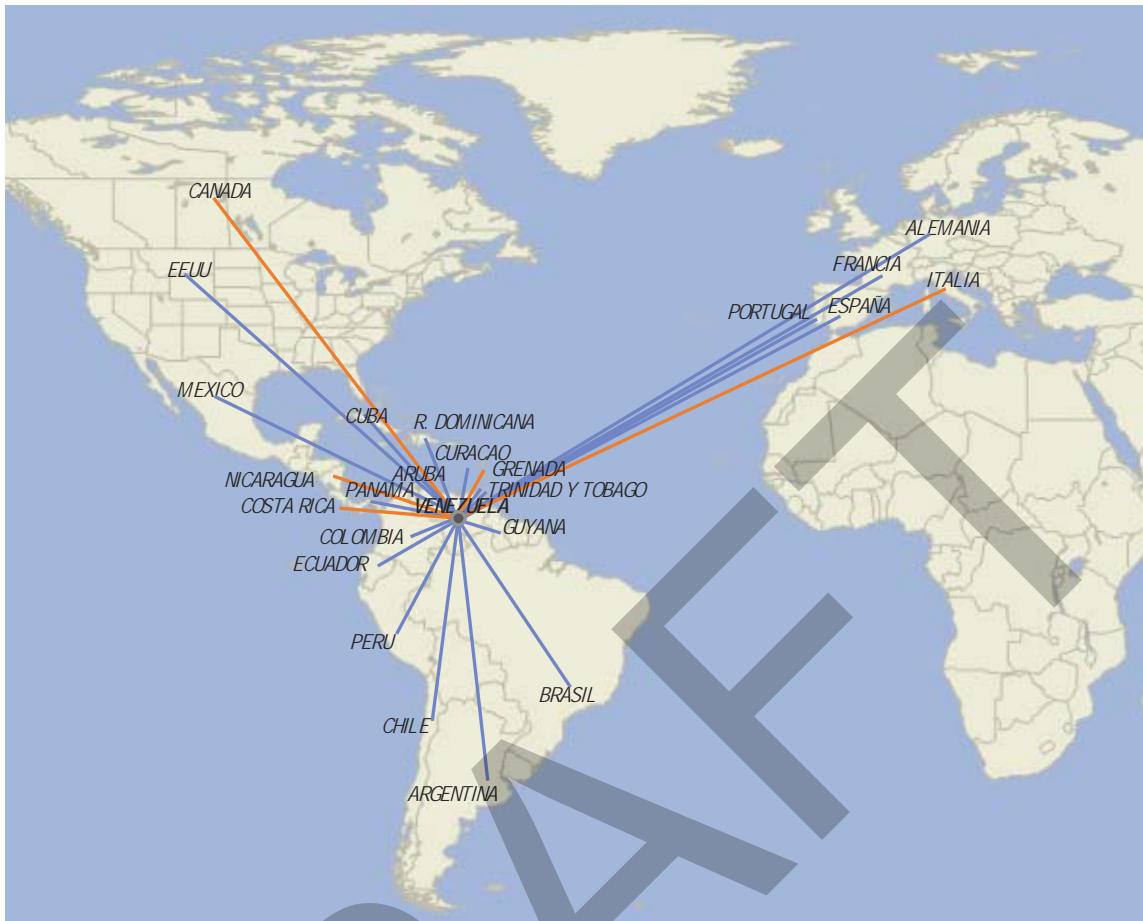 CANADA
ALEMANIA
EEUU
FRANCIA
ITALIA
PORTUGAL
ESPAÑA
MEXICO
CUBA
R. DOMINICANA
CURACAO
ARUBA
GRENADA
NICARAGUA
PANAMA
TRINIDAD Y TOBAGO
COSTA RICA
VENEZUELA
COLOMBIA
GUYANA
ECUADOR
PERU
BRASIL
CHILE
ARGENTINA
RAFT